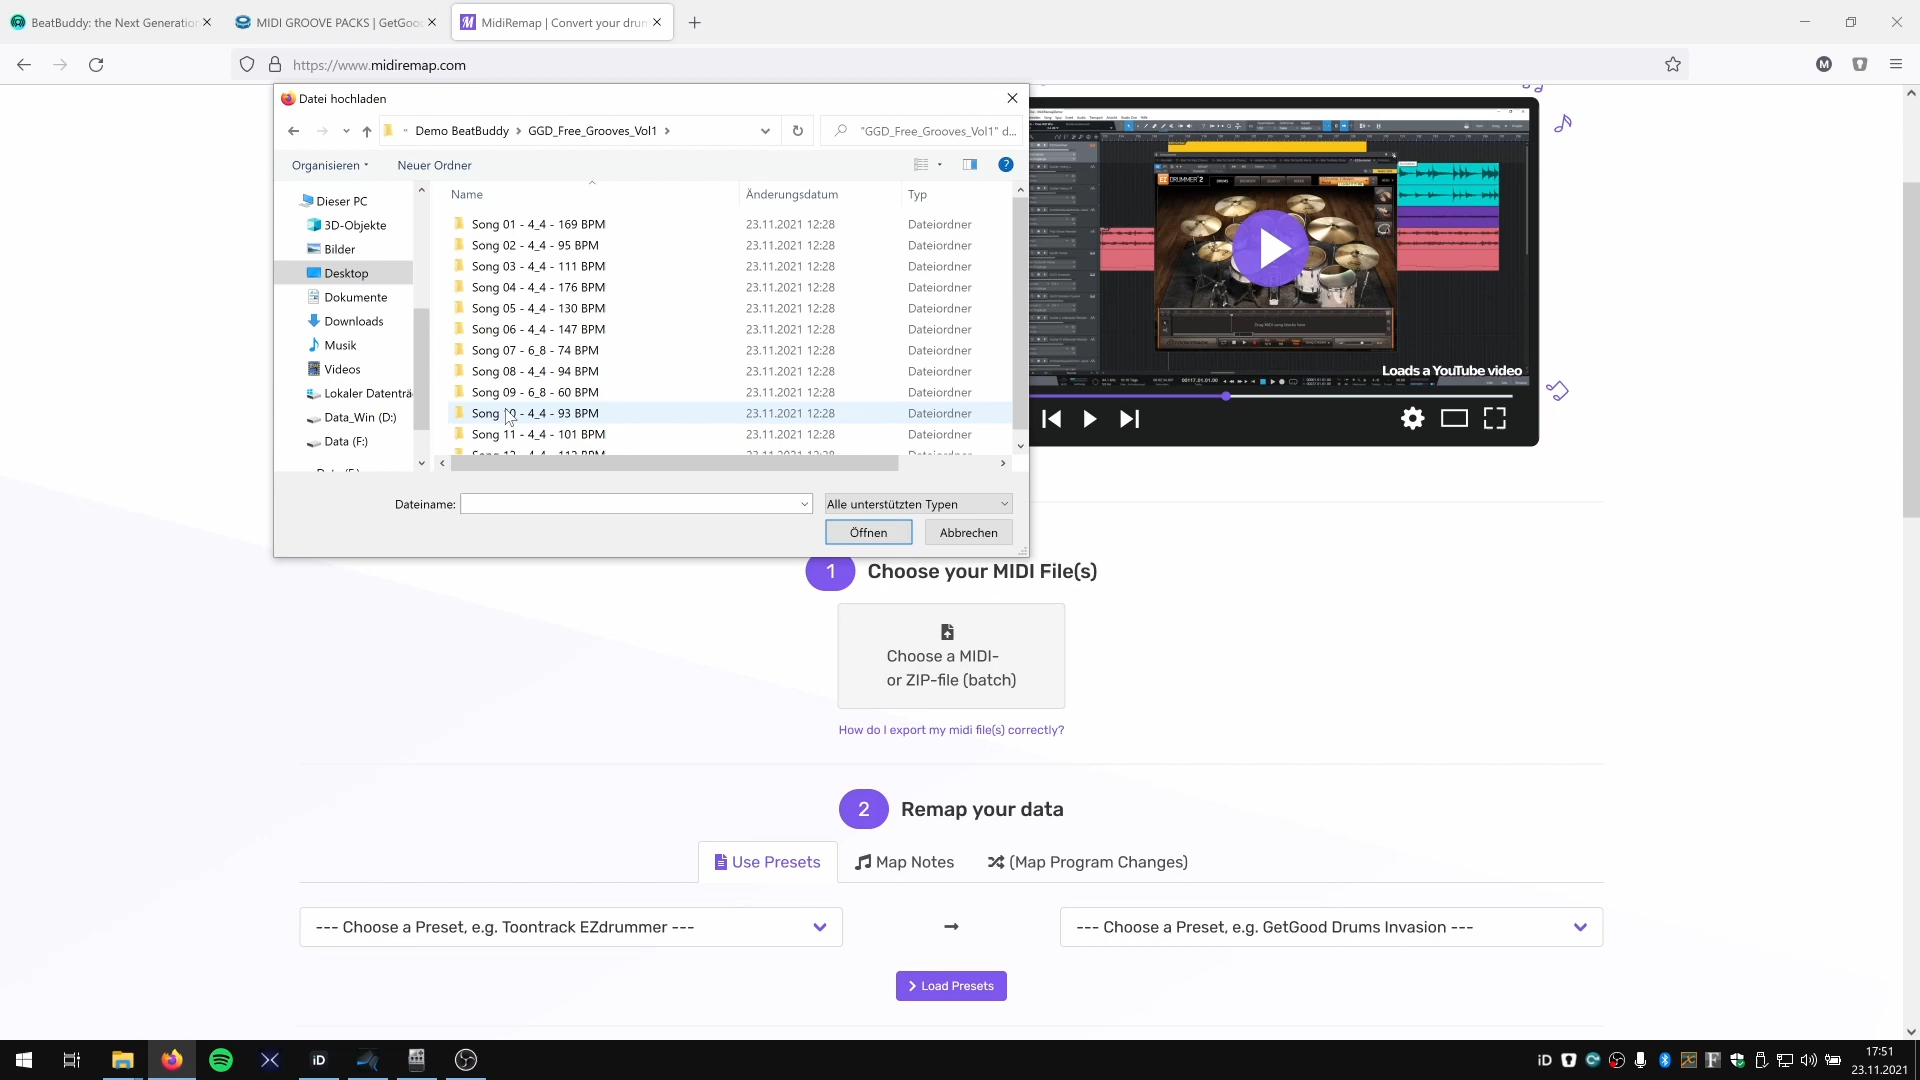 BeatBuddy: the Next Generation
MIDI GROOVE PACKS | GetGoo
MidiRemap | Convert your drum
https://www.midiremap.com
Datei hochladen
Demo BeatBuddy
GGD_Free_Grooves_Vol1
"GGD_Free_Grooves_Vol1" d...
Organisieren
Neuer Ordner
Name
Änderungsdatum
Typ
Dieser PC
3D-Objekte
Bilder
Desktop
Dokumente
Downloads
Musik
Videos
Lokaler Datenträ
Data_Win (D:)
Data (F:)
Song 01 - 4_4 - 169 BPM 23.11.2021 12:28 Dateiordner
Song 02 - 4_4 - 95 BPM 23.11.2021 12:28 Dateiordner
Song 03 - 4_4 - 111 BPM 23.11.2021 12:28 Dateiordner
Song 04 - 4_4 - 176 BPM 23.11.2021 12:28 Dateiordner
Song 05 - 4_4 - 130 BPM 23.11.2021 12:28 Dateiordner
Song 06 - 4_4 - 147 BPM 23.11.2021 12:28 Dateiordner
Song 07 - 6_8 - 74 BPM 23.11.2021 12:28 Dateiordner
Song 08 - 4_4 - 94 BPM 23.11.2021 12:28 Dateiordner
Song 09 - 6_8 - 60 BPM 23.11.2021 12:28 Dateiordner
Song 10 - 4_4 - 93 BPM 23.11.2021 12:28 Dateiordner
Song 11 - 4_4 - 101 BPM 23.11.2021 12:28 Dateiordner
Dateiname:
Alle unterstützten Typen
Öffnen
Abbrechen
EZ DRUMMER 2
Drag MIDI song blocks here
Loads a YouTube video
1 Choose your MIDI File(s)
Choose a MIDI-
or ZIP-file (batch)
How do I export my midi file(s) correctly?
2 Remap your data
Use Presets
Map Notes
(Map Program Changes)
--- Choose a Preset, e.g. Toontrack EZdrummer ---
--- Choose a Preset, e.g. GetGood Drums Invasion ---
Load Presets
17:51
23.11.2021